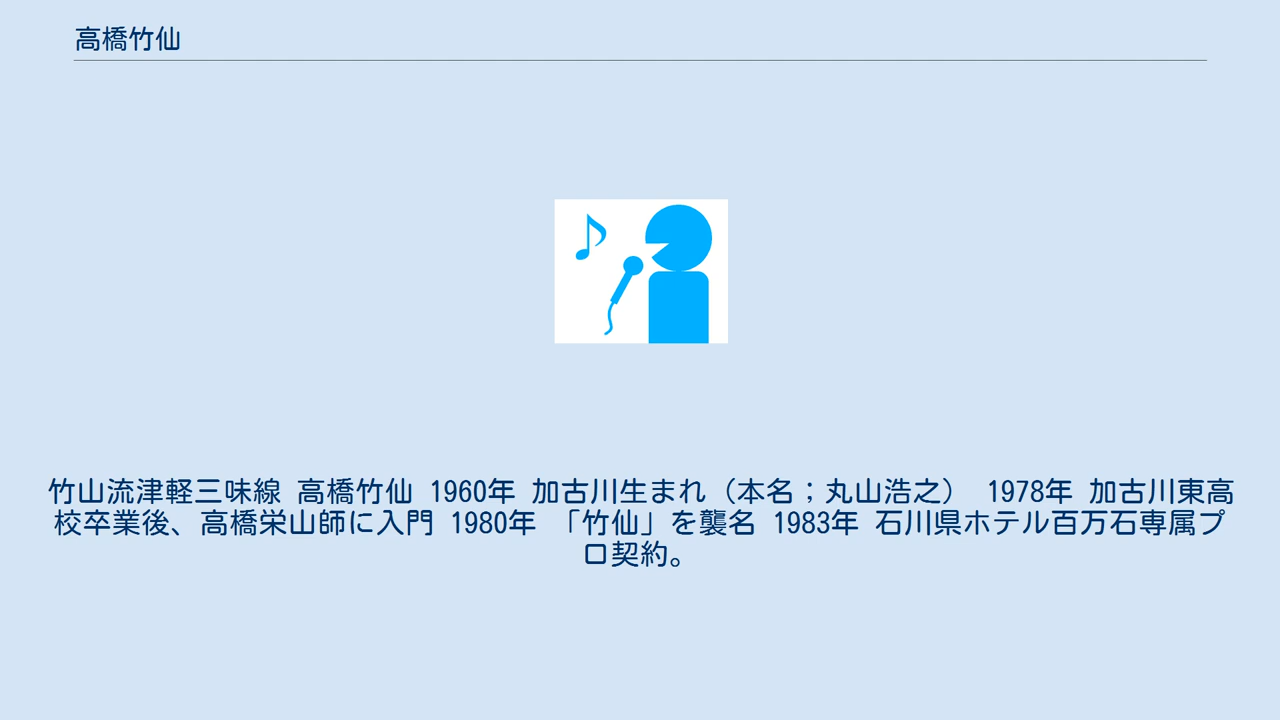 高橋竹仙
竹山流津軽三味線 高橋竹仙 1960年 加古川生まれ（本名；丸山浩之） 1978年 加古川東高
校卒業後、高橋栄山師に入門 1980年 「竹仙」を襲名 1983年 石川県ホテル百万石専属プ
ロ契約。